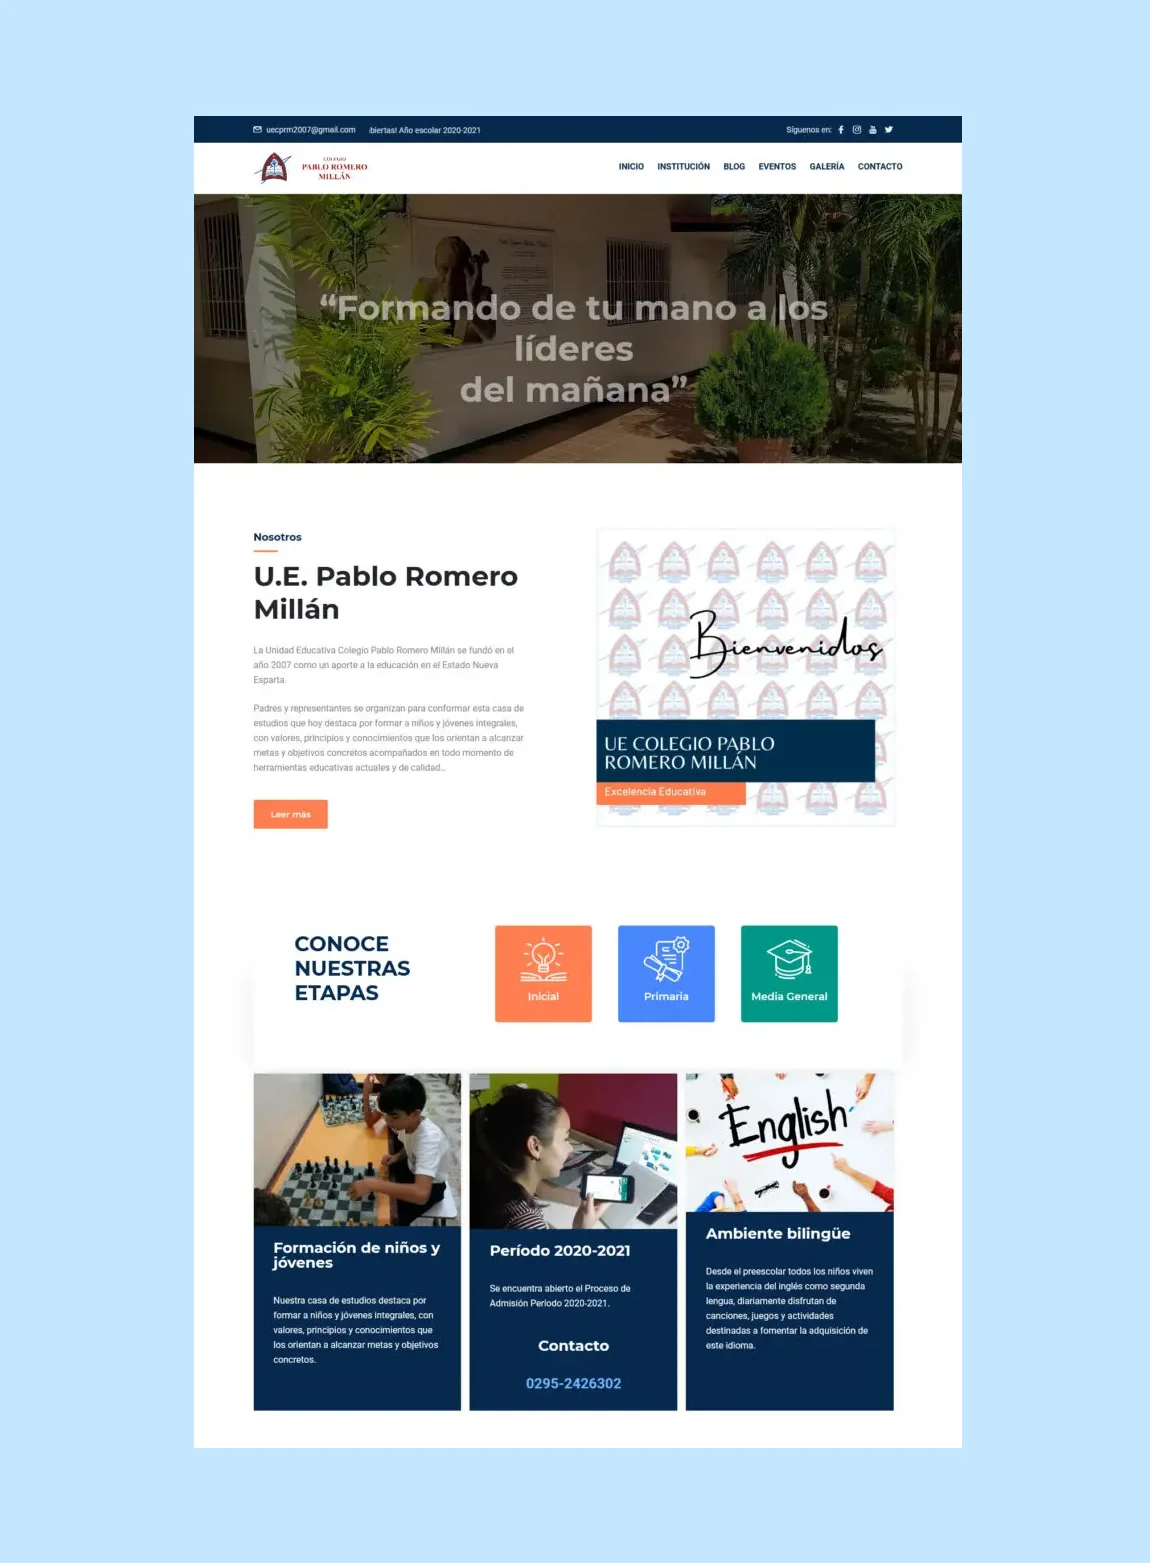 uecprm2007@gmail.com
biertas! Año escolar 2020-2021
Síguenos en:
COLEGIO
PABLO ROMERO
MILLÁN
INICIO INSTITUCIÓN BLOG EVENTOS GALERÍA CONTACTO
“Formando de tu mano a los
líderes
del mañana”
Nosotros
U.E. Pablo Romero
Millán
La Unidad Educativa Colegio Pablo Romero Millán se fundó en el
año 2007 como un aporte a la educación en el Estado Nueva
Esparta
Padres y representantes se organizan para conformar esta casa de
estudios que hoy destaca por formar a niños y jóvenes integrales,
con valores, principios y conocimientos que los orientan a alcanzar
metas y objetivos concretos acompañados en todo momento de
herramientas educativas actuales y de calidad...
Leer más
Bienvenidos
UE COLEGIO PABLO
ROMERO MILLÁN
Excelencia Educativa
CONOCE
NUESTRAS
ETAPAS
Inicial
Primaria
Media General
Formación de niños y
jóvenes
Nuestra casa de estudios destaca por
formar a niños y jóvenes integrales, con
valores, principios y conocimientos que
los orientan a alcanzar metas y objetivos
concretos.
Período 2020-2021
Se encuentra abierto el Proceso de
Admisión Período 2020-2021.
Contacto
0295-2426302
English
Ambiente bilingüe
Desde el preescolar todos los niños viven
la experiencia del inglés como segunda
lengua, diariamente disfrutan de
canciones, juegos y actividades
destinadas a fomentar la adquisición de
este idioma.